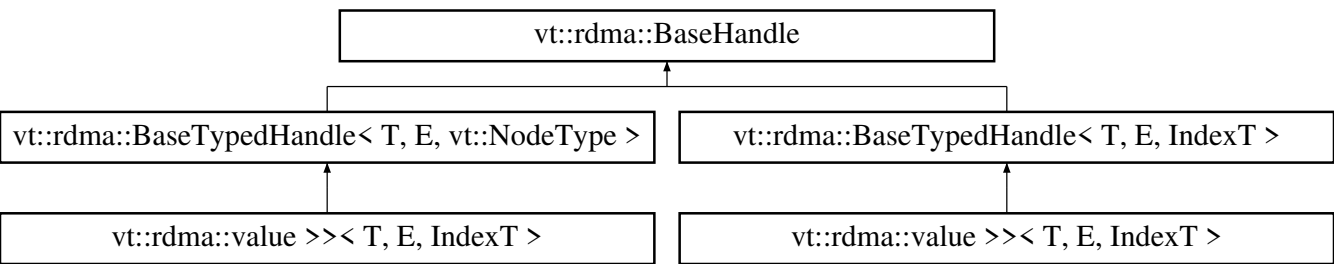 vt::rdma::BaseHandle
vt::rdma::BaseTypedHandle< T, E, vt::NodeType >
vt::rdma::BaseTypedHandle< T, E, IndexT >
vt::rdma::value >>< T, E, IndexT >
vt::rdma::value >>< T, E, IndexT >